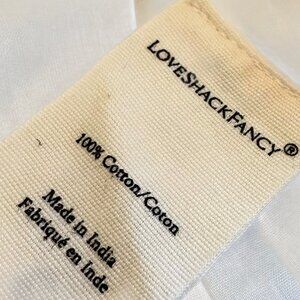 LoveShackFancy®
100% Cotton/Coton
Made in India
Fabriqué en Inde